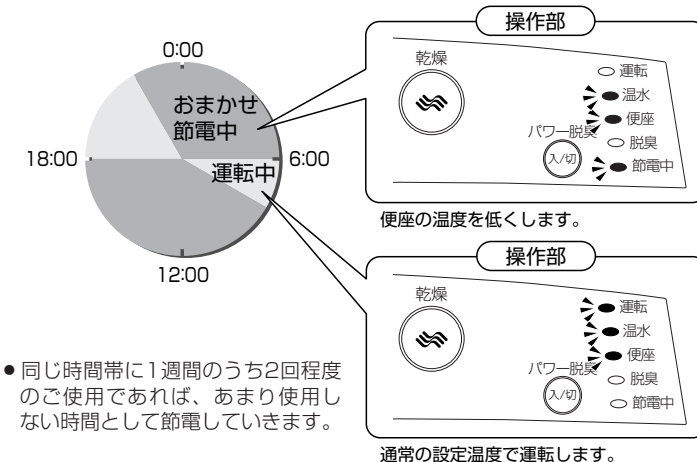 0:00
おまかせ
節電中
18:00
6:00
運転中
12:00
操作部
乾燥
運転
温水
便座
パワー脱臭
脱臭
入/切
節電中
便座の温度を低くします。
操作部
乾燥
運転
温水
便座
パワー脱臭
脱臭
入/切
節電中
通常の設定温度で運転します。
●同じ時間帯に1週間のうち2回程度
のご使用であれば、あまり使用し
ない時間として節電していきます。